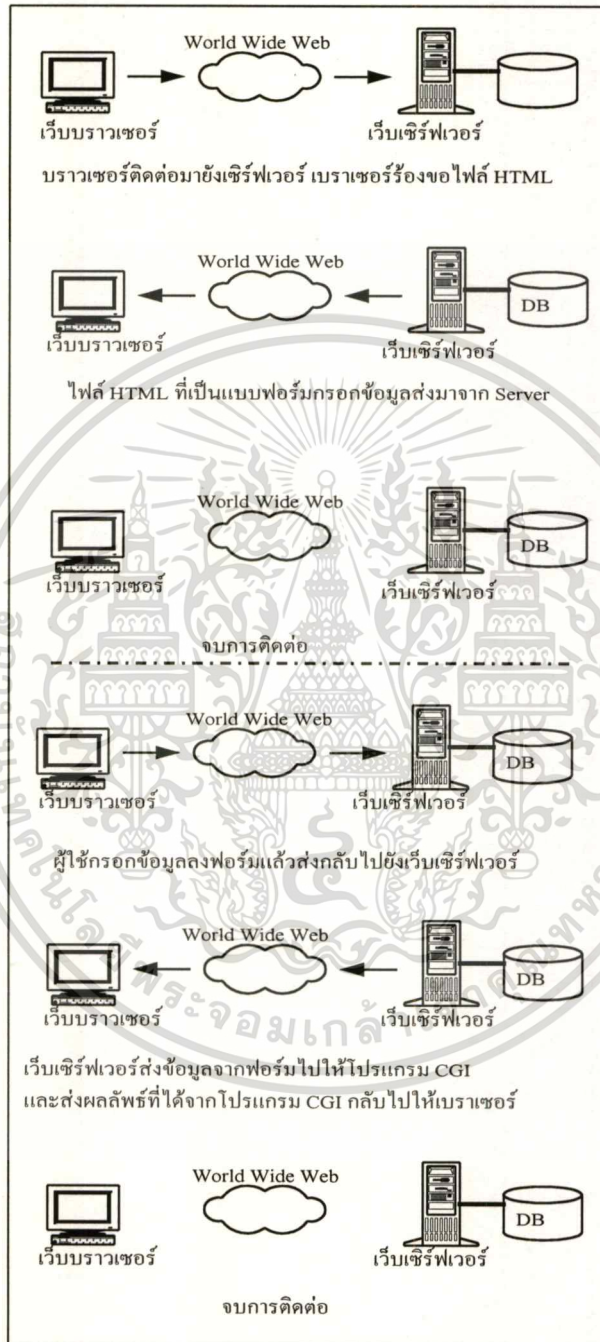 World Wide Web
เว็บบราวเซอร์ เว็บเซิร์ฟเวอร์
บราวเซอร์ติดต่อมายังเซิร์ฟเวอร์ เบราเซอร์ร้องขอไฟล์ HTML
World Wide Web
DB
เว็บบราวเซอร์ เว็บเซิร์ฟเวอร์
ไฟล์ HTML ที่เป็นแบบฟอร์มกรอกข้อมูลส่งมาจาก Server
World Wide Web
DB
เว็บบราวเซอร์ เว็บเซิร์ฟเวอร์
จบการติดต่อ
World Wide Web
DB
เว็บบราวเซอร์ เว็บเซิร์ฟเวอร์
ผู้ใช้กรอกข้อมูลลงฟอร์มแล้วส่งกลับไปยังเว็บเซิร์ฟเวอร์
World Wide Web
DB
เว็บบราวเซอร์ เว็บเซิร์ฟเวอร์
เว็บเซิร์ฟเวอร์ส่งข้อมูลจากฟอร์มไปให้โปรแกรม CGI
และส่งผลลัพธ์ที่ได้จากโปรแกรม CGI กลับไปให้เบราเซอร์
World Wide Web
DB
เว็บบราวเซอร์ เว็บเซิร์ฟเวอร์
จบการติดต่อ